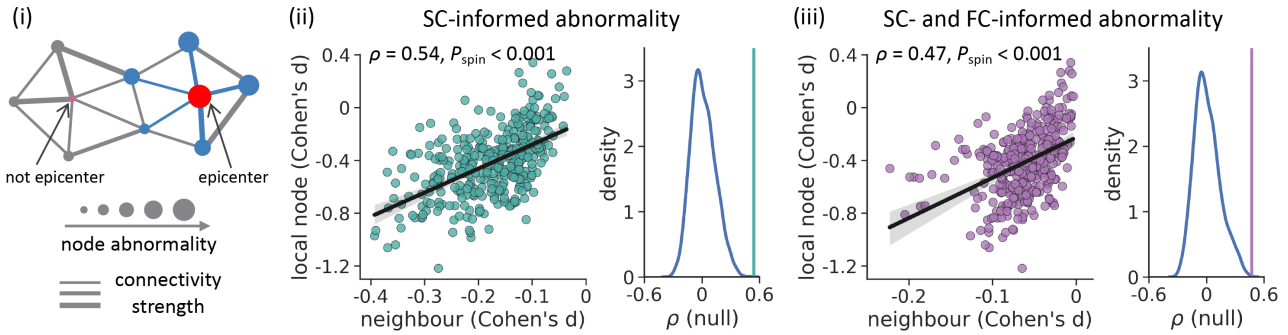 (i)
not epicenter
epicenter
node abnormality
connectivity
strength
(ii)
SC-informed abnormality
ρ = 0.54, Pspin < 0.001
local node (Cohen's d)
0.4
0
-0.4
-0.8
-1.2
-0.4 -0.3 -0.2 -0.1 0
neighbour (Cohen's d)
density
3
2
1
0
-0.6 0 0.6
ρ (null)
(iii)
SC- and FC-informed abnormality
ρ = 0.47, Pspin < 0.001
local node (Cohen's d)
0.4
0
-0.4
-0.8
-1.2
-0.2 -0.1 0
neighbour (Cohen's d)
density
3
2
1
0
-0.6 0 0.6
ρ (null)